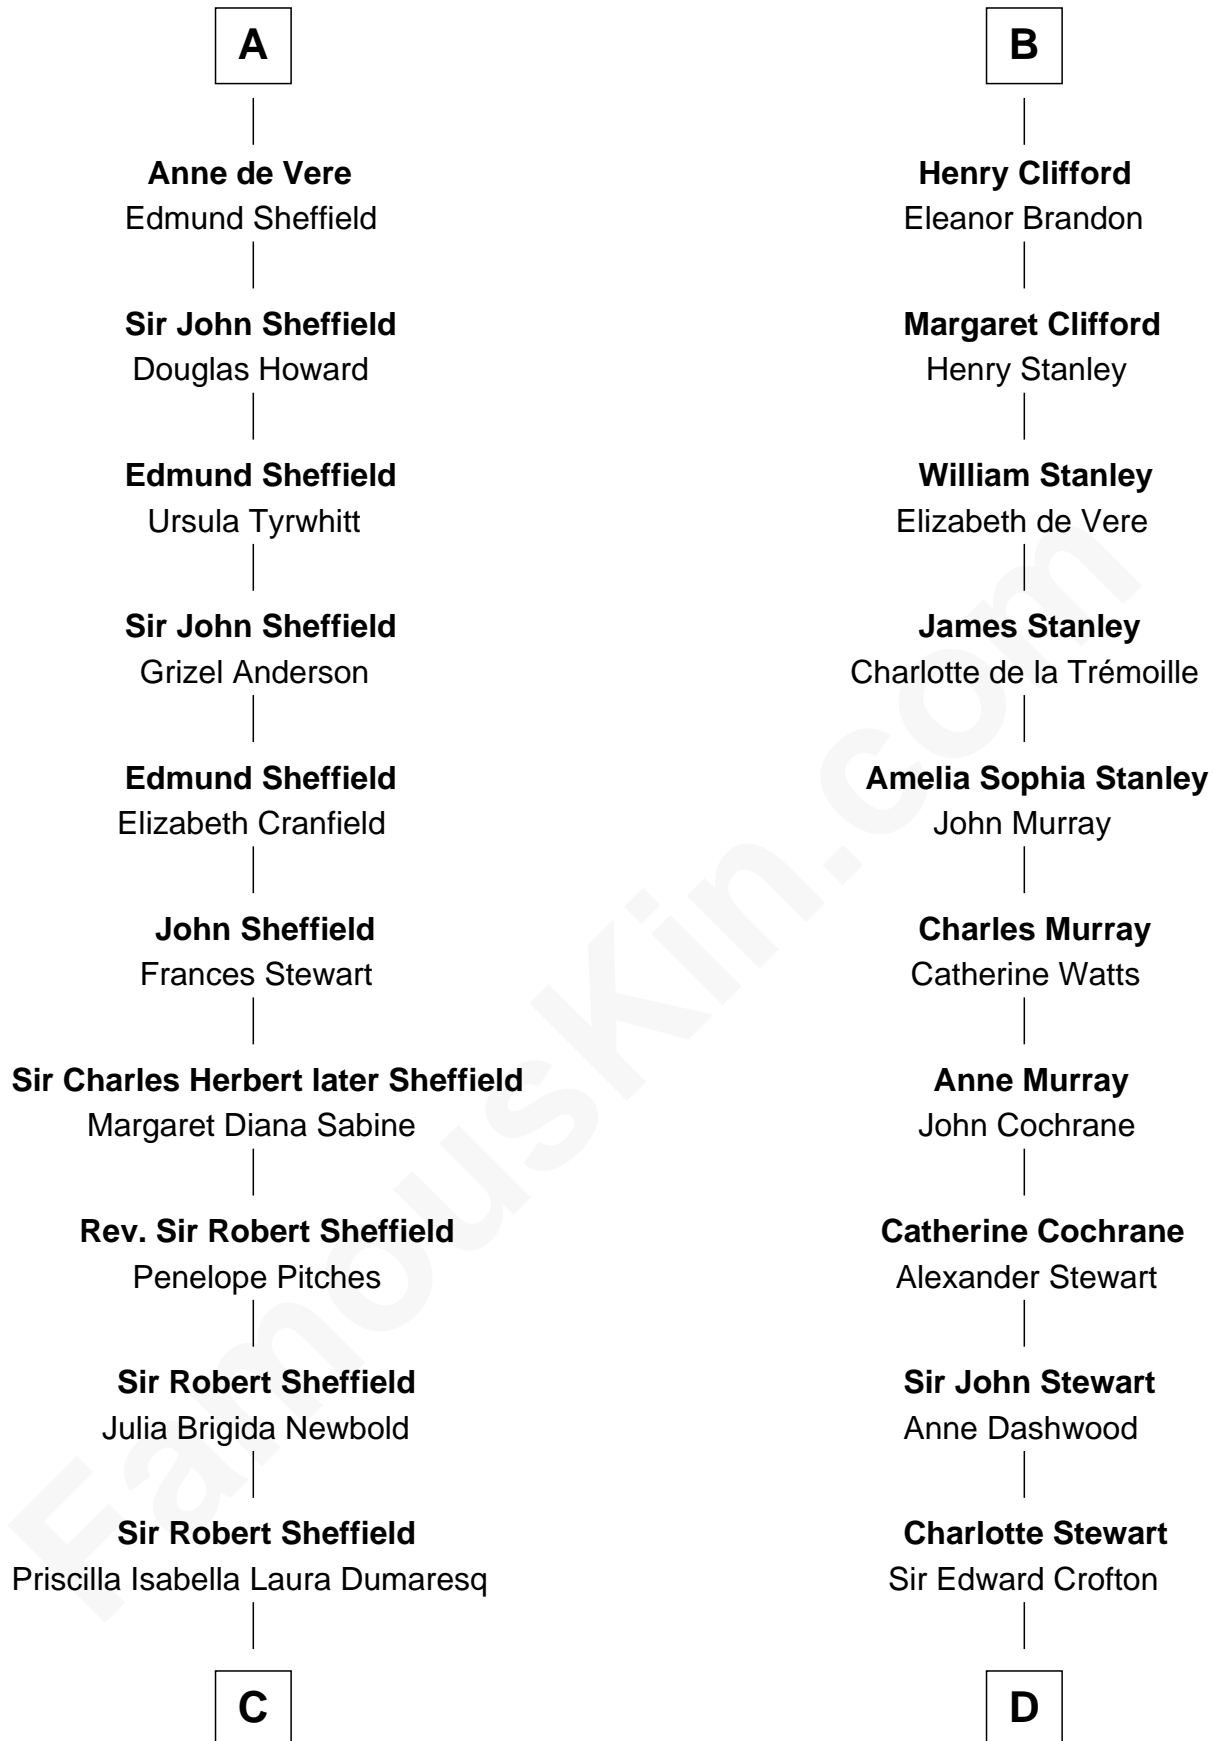 A
Anne de Vere
Edmund Sheffield
Sir John Sheffield
Douglas Howard
Edmund Sheffield
Ursula Tyrwhitt
Sir John Sheffield
Grizel Anderson
Edmund Sheffield
Elizabeth Cranfield
John Sheffield
Frances Stewart
Sir Charles Herbert later Sheffield
Margaret Diana Sabine
Rev. Sir Robert Sheffield
Penelope Pitches
Sir Robert Sheffield
Julia Brigida Newbold
Sir Robert Sheffield
Priscilla Isabella Laura Dumaresq
C
B
Henry Clifford
Eleanor Brandon
Margaret Clifford
Henry Stanley
William Stanley
Elizabeth de Vere
James Stanley
Charlotte de la Trémoille
Amelia Sophia Stanley
John Murray
Charles Murray
Catherine Watts
Anne Murray
John Cochrane
Catherine Cochrane
Alexander Stewart
Sir John Stewart
Anne Dashwood
Charlotte Stewart
Sir Edward Crofton
D
FamousKin.com